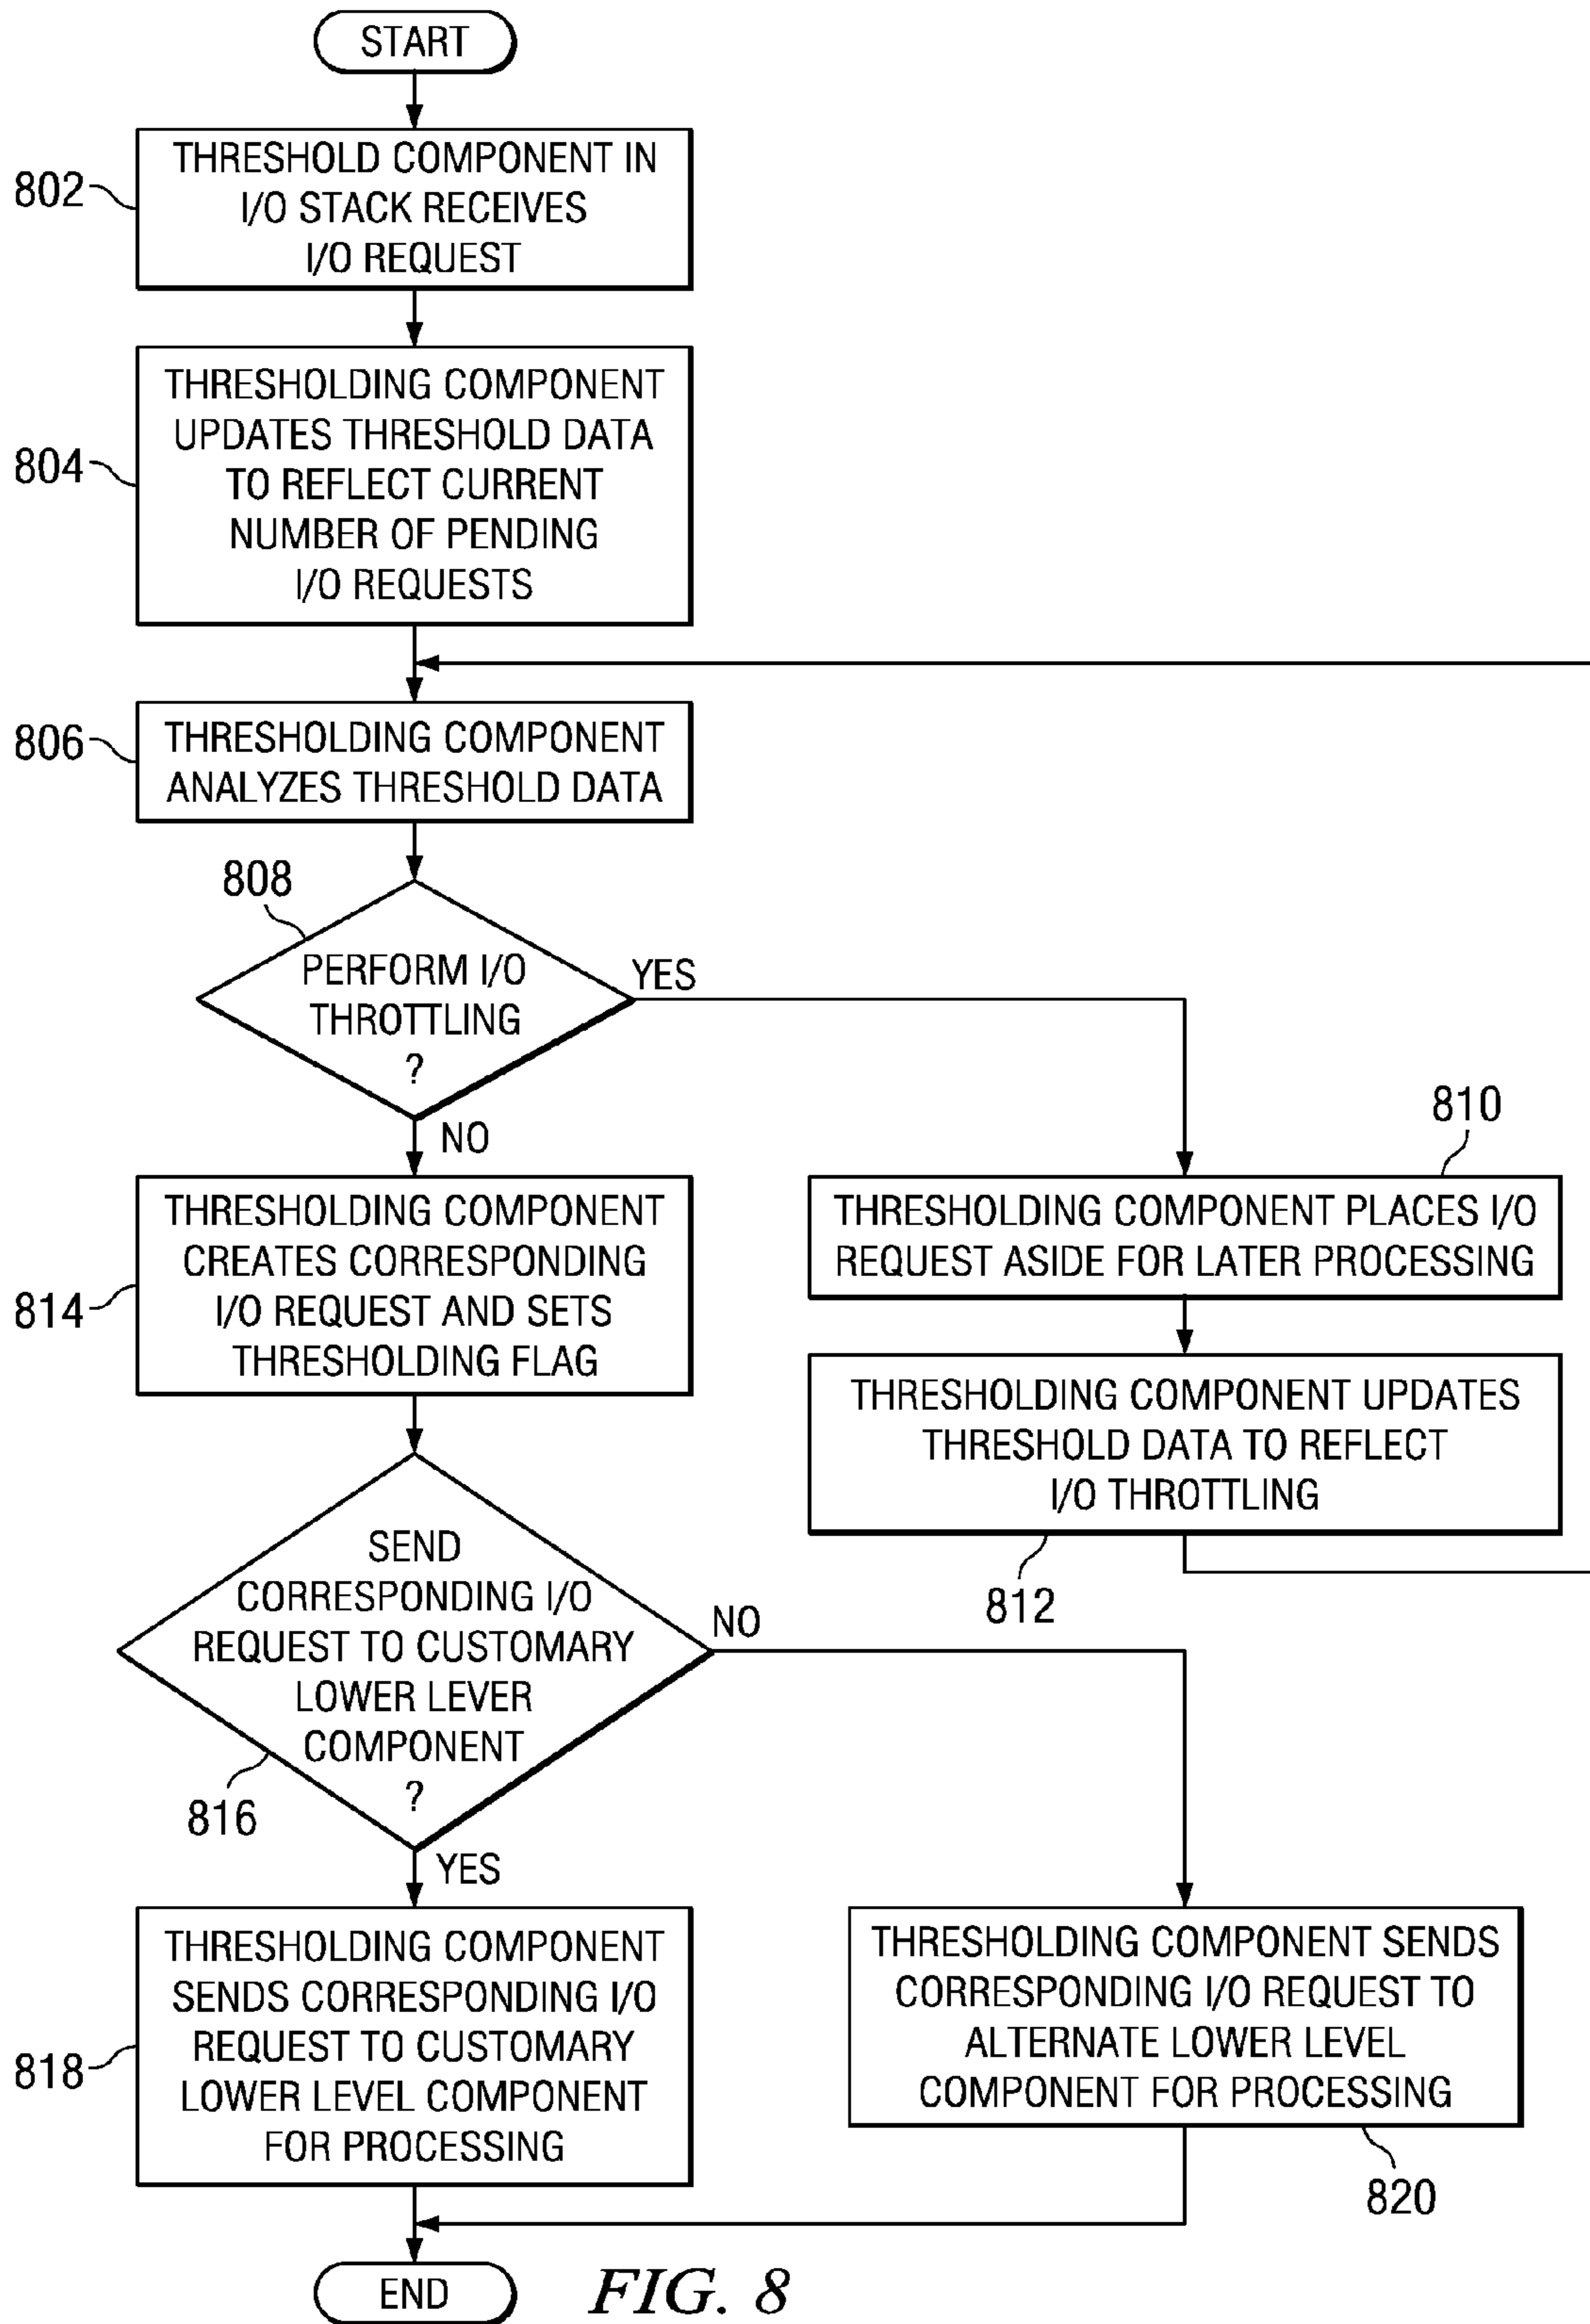 START
802
THRESHOLD COMPONENT IN
I/O STACK RECEIVES
I/O REQUEST
804
THRESHOLDING COMPONENT
UPDATES THRESHOLD DATA
TO REFLECT CURRENT
NUMBER OF PENDING
I/O REQUESTS
806
THRESHOLDING COMPONENT
ANALYZES THRESHOLD DATA
808
PERFORM I/O
THROTTLING
?
YES
NO
810
THRESHOLDING COMPONENT PLACES I/O
REQUEST ASIDE FOR LATER PROCESSING
THRESHOLDING COMPONENT UPDATES
THRESHOLD DATA TO REFLECT
I/O THROTTLING
812
814
THRESHOLDING COMPONENT
CREATES CORRESPONDING
I/O REQUEST AND SETS
THRESHOLDING FLAG
SEND
CORRESPONDING I/O
REQUEST TO CUSTOMARY
LOWER LEVER
COMPONENT
?
816
NO
YES
818
THRESHOLDING COMPONENT
SENDS CORRESPONDING I/O
REQUEST TO CUSTOMARY
LOWER LEVEL COMPONENT
FOR PROCESSING
THRESHOLDING COMPONENT SENDS
CORRESPONDING I/O REQUEST TO
ALTERNATE LOWER LEVEL
COMPONENT FOR PROCESSING
820
END
FIG. 8